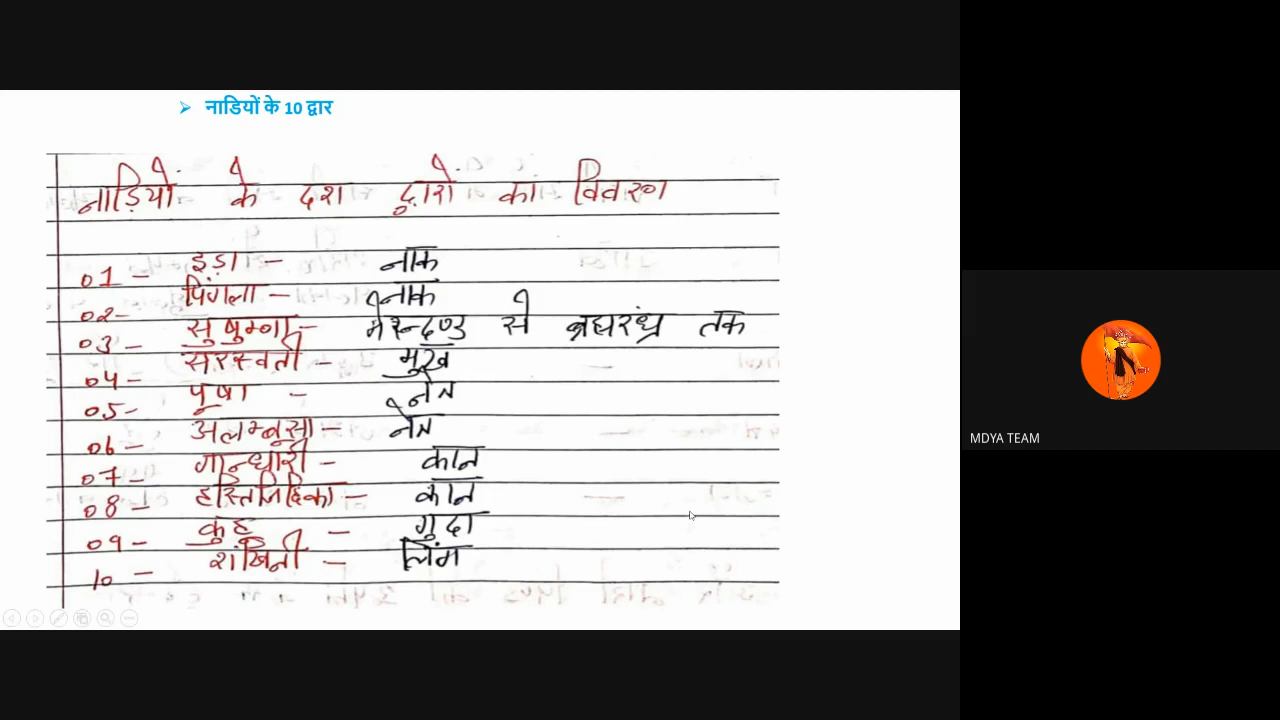 ➢ नाडियों के 10 द्वार
नाड़ियों के दश द्वारो का विवरण
01 - इड़ा - नाक
02- पिंगला - नाक
03 - सुषुम्ना - मेरुदण्ड से ब्रह्मरंध्र तक
04 - सरस्वती - मुख
05- पूषा - नेत्र
06 - अलम्बूसा - नेत्र
07 - गान्धारी - कान
08 - हस्तिजिह्विका - कान
09 - कुहू - गुदा
10 - शंखिनी - लिंग
MDYA TEAM